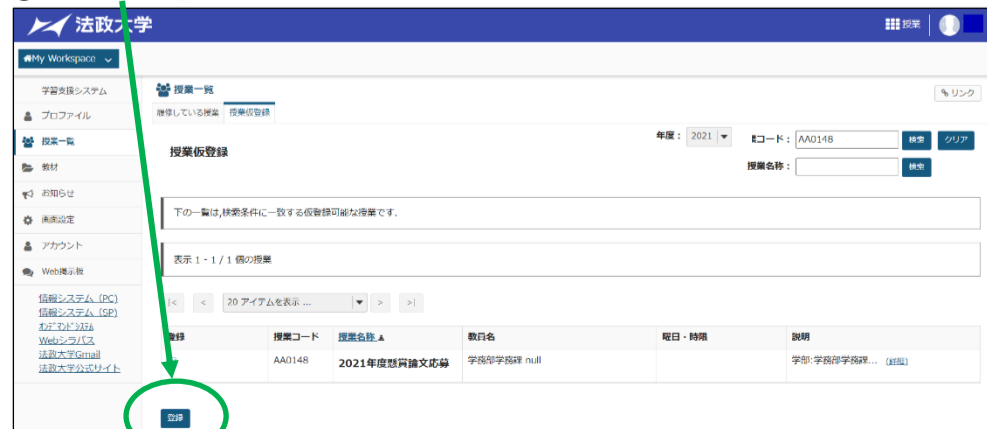 法政大学
授業
My Workspace
学習支援システム
授業一覧
リンク
プロファイル
履修している授業 授業仮登録
授業一覧
年度： 2021
コード： AA0148 検索 クリア
授業仮登録
教材
授業名称： 検索
お知らせ
下の一覧は,検索条件に一致する仮登録可能な授業です.
画面設定
アカウント
表示 1 - 1 / 1 個の授業
Web掲示板
情報システム（PC)
|< < 20 アイテムを表示 ... > >|
情報システム（SP)
オンデマンドシステム
Webシラバス
登録 授業コード 授業名称 教員名 曜日・時限 説明
法政大学Gmail
AA0148 2021年度懸賞論文応募 学務部学務課 null 学部:学務部学務課... (詳細)
法政大学公式サイト
登録